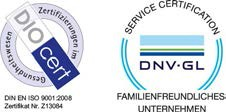 Zertifizierungen im
Gesundheitswesen
DIO
cert
DIN EN ISO 9001:2008
Zertifikat Nr. Z13084
SERVICE CERTIFICATION
DNV·GL
FAMILIENFREUNDLICHES
UNTERNEHMEN